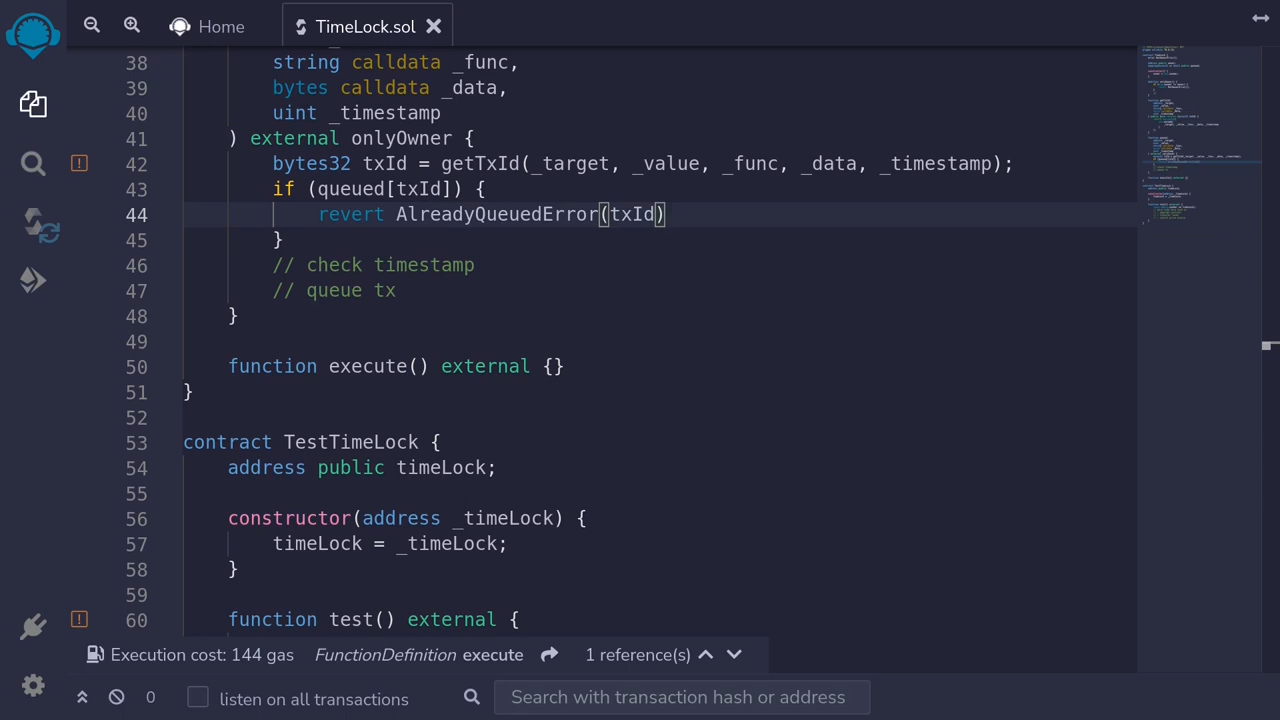 Home
TimeLock.sol
38 string calldata _func,
39 bytes calldata _data,
40 uint _timestamp
41 ) external onlyOwner {
42 bytes32 txId = getTxId(_target, _value, _func, _data, _timestamp);
43 if (queued[txId]) {
44 revert AlreadyQueuedError(txId)
45 }
46 // check timestamp
47 // queue tx
48 }
49
50 function execute() external {}
51 }
52
53 contract TestTimeLock {
54 address public timeLock;
55
56 constructor(address _timeLock) {
57 timeLock = _timeLock;
58 }
59
60 function test() external {
Execution cost: 144 gas FunctionDefinition execute 1 reference(s)
0 listen on all transactions Search with transaction hash or address